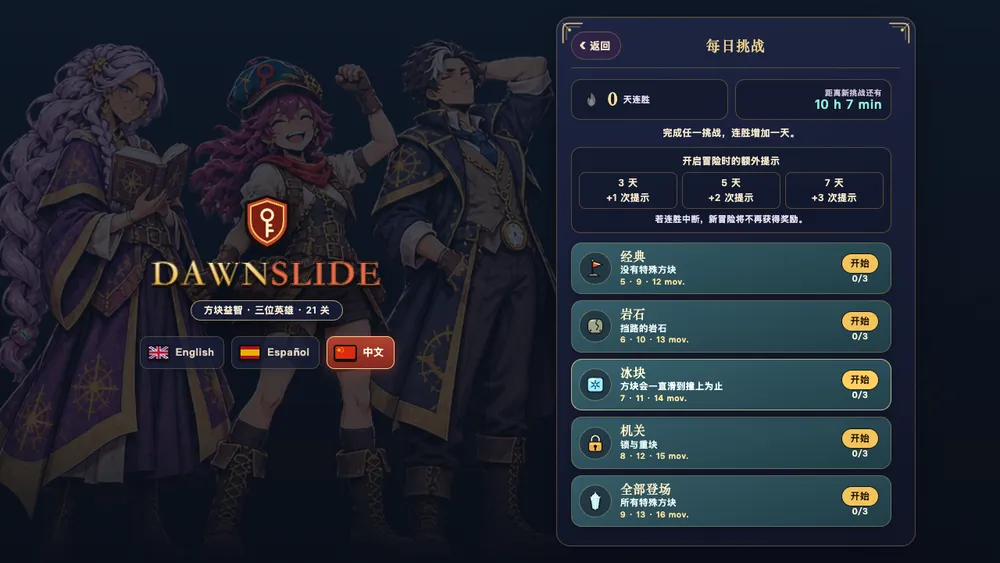 DAWNSLIDE
方块益智 · 三位英雄 · 21 关
English
Español
中文
返回
每日挑战
0 天连胜
距离新挑战还有
10 h 7 min
完成任一挑战，连胜增加一天。
开启冒险时的额外提示
3 天
+1 次提示
5 天
+2 次提示
7 天
+3 次提示
若连胜中断，新冒险将不再获得奖励。
经典
没有特殊方块
5 · 9 · 12 mov.
开始
0/3
岩石
挡路的岩石
6 · 10 · 13 mov.
开始
0/3
冰块
方块会一直滑到撞上为止
7 · 11 · 14 mov.
开始
0/3
机关
锁与重块
8 · 12 · 15 mov.
开始
0/3
全部登场
所有特殊方块
9 · 13 · 16 mov.
开始
0/3